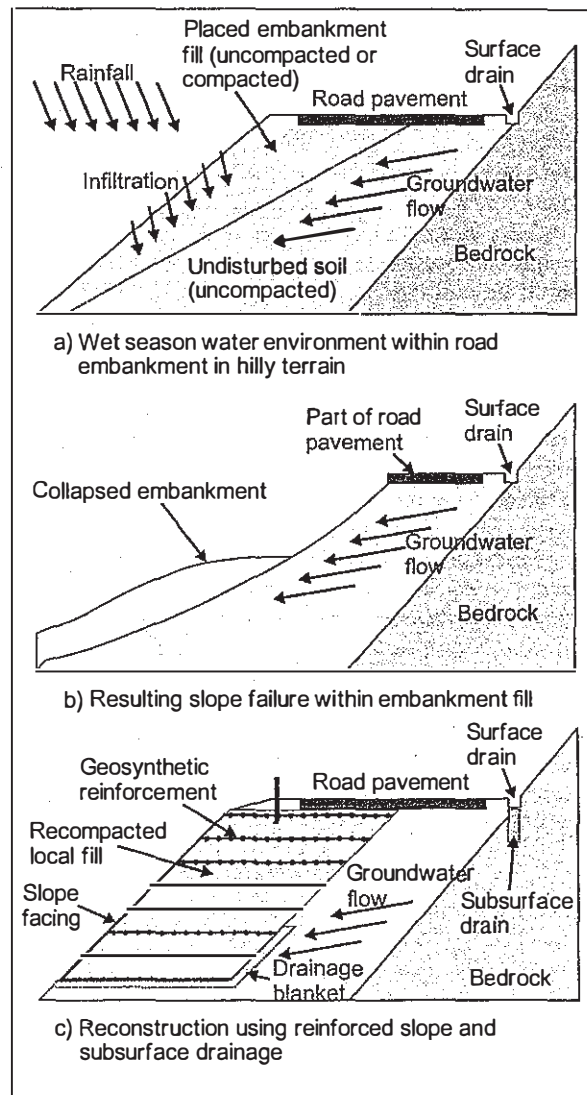 Placed embankment
fill (uncompacted or
compacted)
Surface
drain
Rainfall
Road pavement
Infiltration
Groundwater
flow
Undisturbed soil
(uncompacted)
Bedrock
a) Wet season water environment within road
embankment in hilly terrain
Part of road
pavement
Surface
drain
Collapsed embankment
Groundwater
flow
Bedrock
b) Resulting slope failure within embankment fill
Surface
drain
Geosynthetic
reinforcement
Road pavement
Recompacted
local fill
Groundwater
flow
Slope
facing
Subsurface
drain
Drainage
blanket
Bedrock
c) Reconstruction using reinforced slope and
subsurface drainage